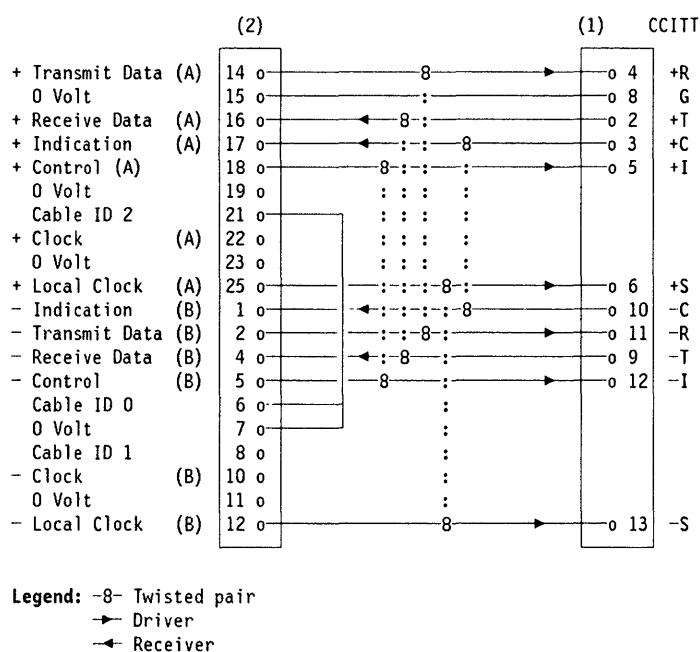 (2) (1) CCITT
+ Transmit Data (A) 14 o 8 o 4 +R
0 Volt 15 o : o 8 G
+ Receive Data (A) 16 o 8 : o 2 +T
+ Indication (A) 17 o : : 8 o 3 +C
+ Control (A) 18 o 8 : : : o 5 +I
0 Volt 19 o : : : :
Cable ID 2 21 o : : : :
+ Clock (A) 22 o : : : :
0 Volt 23 o : : : :
+ Local Clock (A) 25 o : : : 8 : o 6 +S
- Indication (B) 1 o : : : : 8 o 10 -C
- Transmit Data (B) 2 o : : 8 : o 11 -R
- Receive Data (B) 4 o : 8 : o 9 -T
- Control (B) 5 o 8 : o 12 -I
Cable ID 0 6 o :
0 Volt 7 o :
Cable ID 1 8 o :
- Clock (B) 10 o :
0 Volt 11 o :
- Local Clock (B) 12 o 8 o 13 -S
Legend: -8- Twisted pair
Driver
Receiver